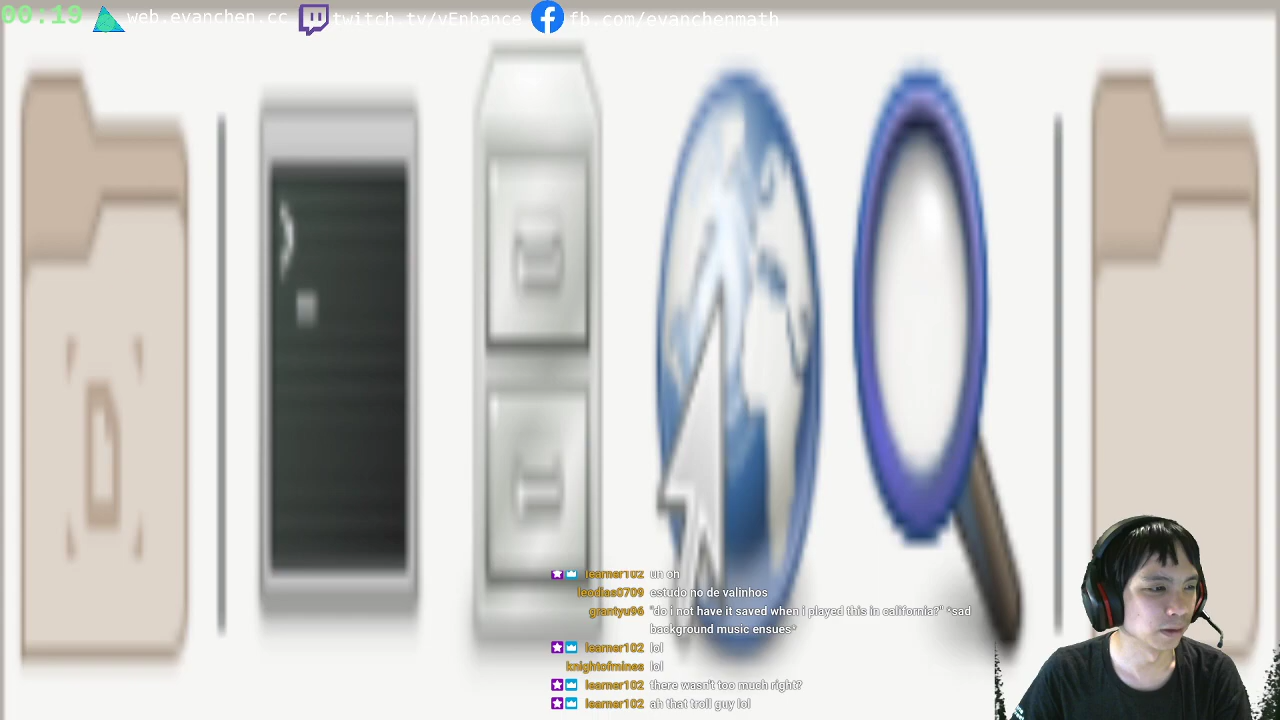 00:19 web.evanchen.cc twitch.tv/vEnhance fb.com/evanchenmath
learner102 un oh
leodias0709 estudo no de valinhos
grantyu96 "do i not have it saved when i played this in california?" *sad
background music ensues*
learner102 lol
knightofmines lol
learner102 there wasn't too much right?
learner102 ah that troll guy lol